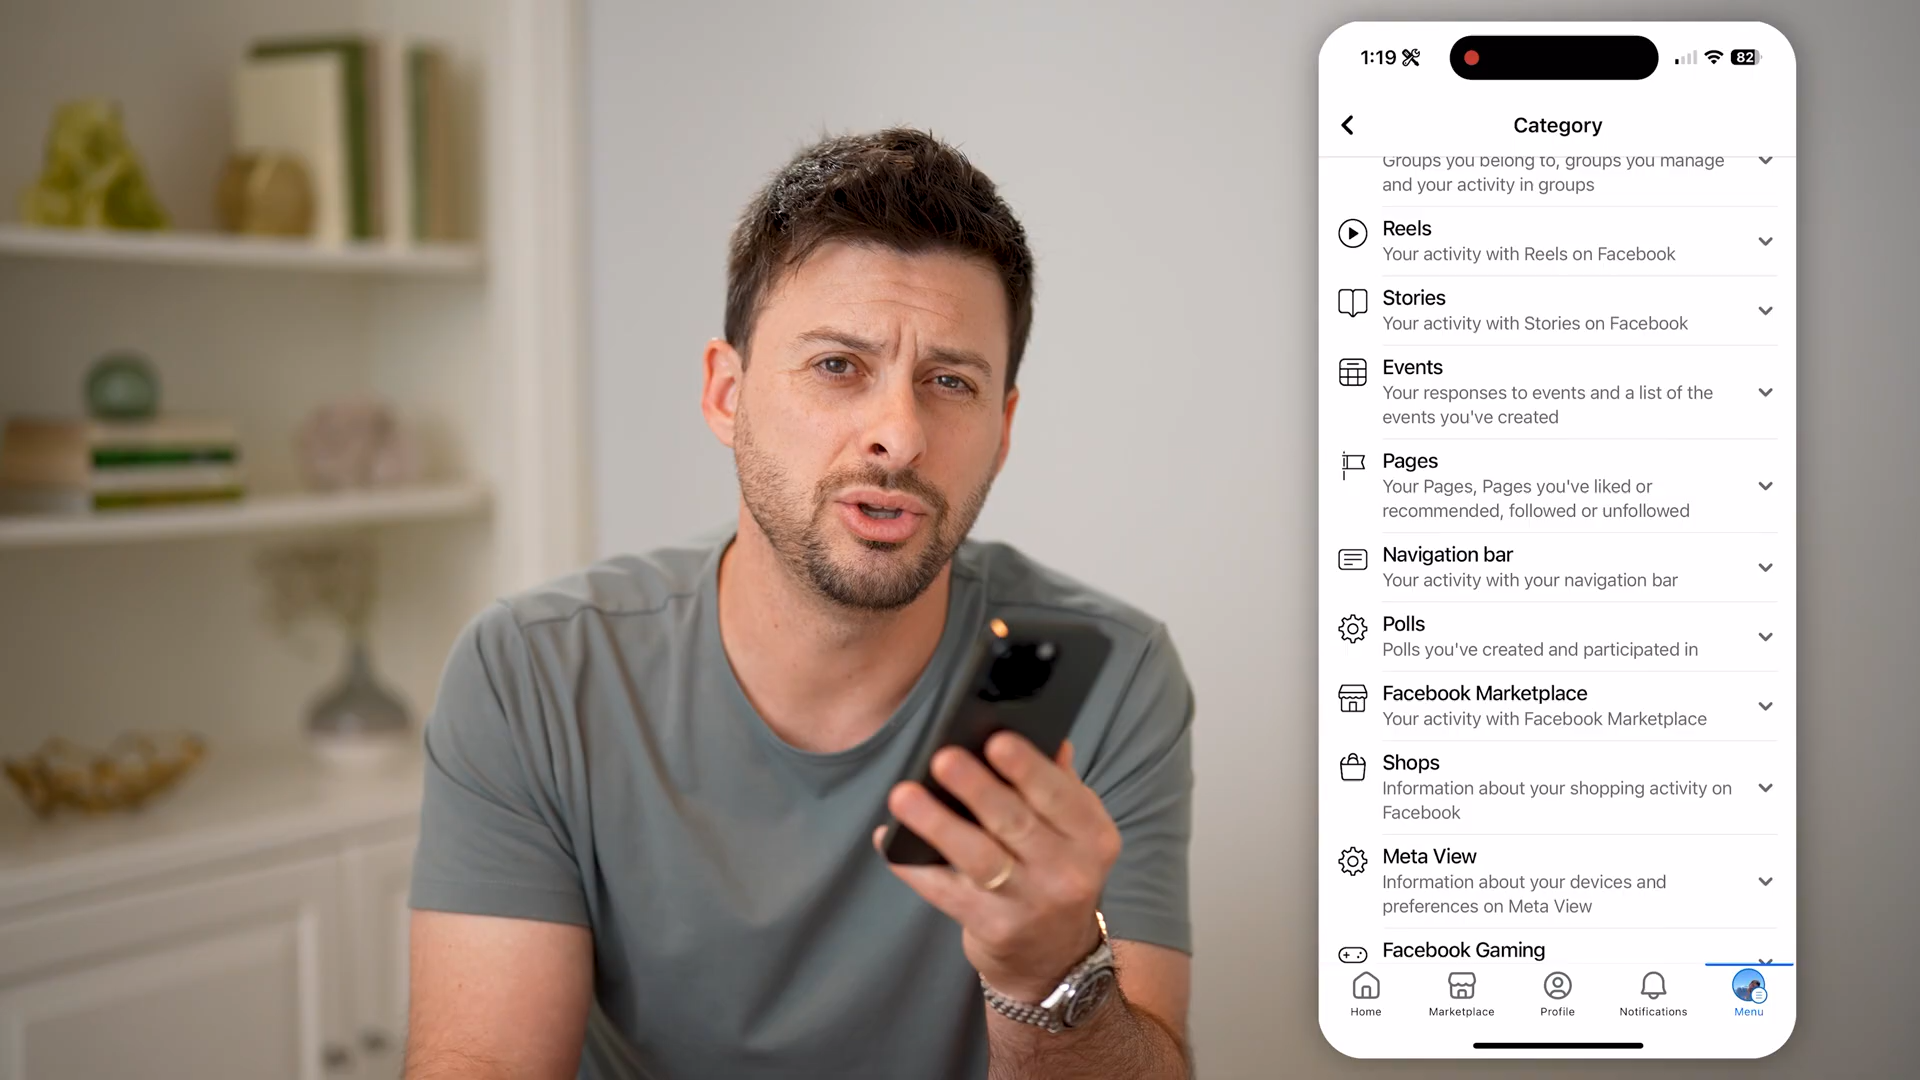 1:19
82
Category
Groups you belong to, groups you manage
and your activity in groups
Reels
Your activity with Reels on Facebook
Stories
Your activity with Stories on Facebook
Events
Your responses to events and a list of the
events you've created
Pages
Your Pages, Pages you've liked or
recommended, followed or unfollowed
Navigation bar
Your activity with your navigation bar
Polls
Polls you've created and participated in
Facebook Marketplace
Your activity with Facebook Marketplace
Shops
Information about your shopping activity on
Facebook
Meta View
Information about your devices and
preferences on Meta View
Facebook Gaming
Home
Marketplace
Profile
Notifications
Menu